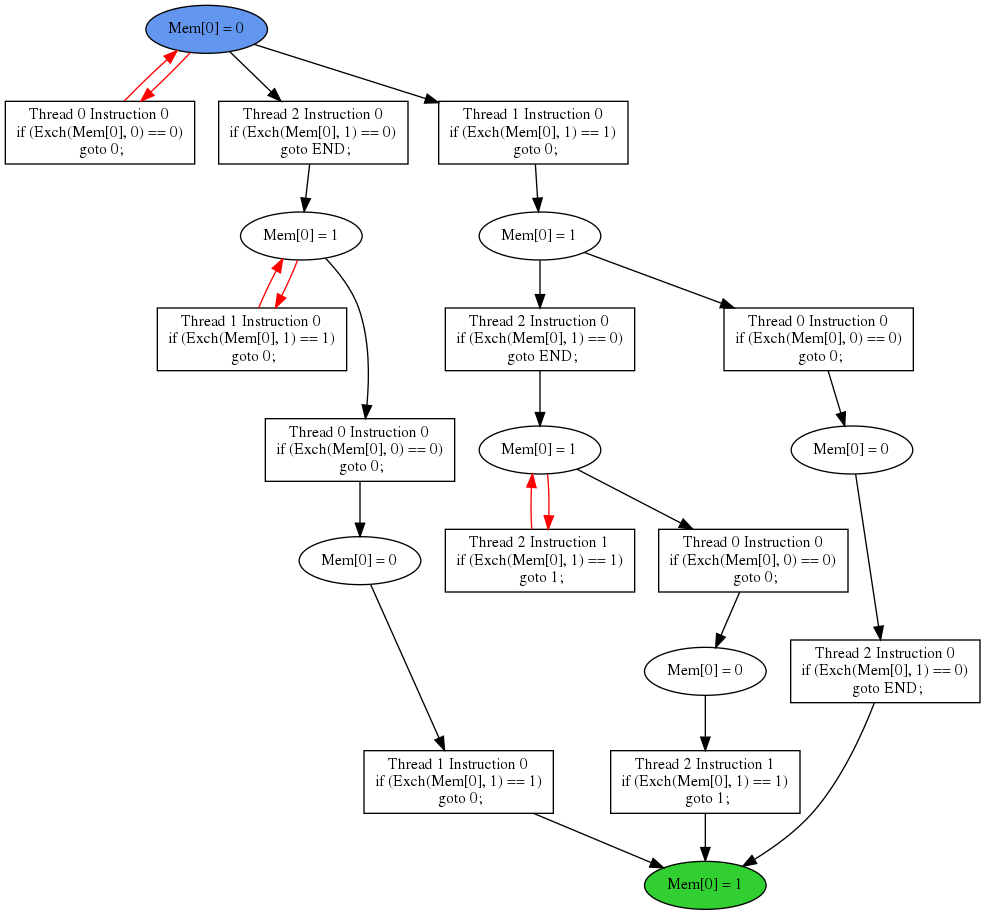 Mem[0] = 0
Thread 0 Instruction 0
if (Exch(Mem[0], 0) == 0)
goto 0;
Thread 2 Instruction 0
if (Exch(Mem[0], 1) == 0)
goto END;
Thread 1 Instruction 0
if (Exch(Mem[0], 1) == 1)
goto 0;
Mem[0] = 1
Mem[0] = 1
Thread 1 Instruction 0
if (Exch(Mem[0], 1) == 1)
goto 0;
Thread 2 Instruction 0
if (Exch(Mem[0], 1) == 0)
goto END;
Thread 0 Instruction 0
if (Exch(Mem[0], 0) == 0)
goto 0;
Thread 0 Instruction 0
if (Exch(Mem[0], 0) == 0)
goto 0;
Mem[0] = 1
Mem[0] = 0
Mem[0] = 0
Thread 2 Instruction 1
if (Exch(Mem[0], 1) == 1)
goto 1;
Thread 0 Instruction 0
if (Exch(Mem[0], 0) == 0)
goto 0;
Mem[0] = 0
Thread 2 Instruction 0
if (Exch(Mem[0], 1) == 0)
goto END;
Thread 1 Instruction 0
if (Exch(Mem[0], 1) == 1)
goto 0;
Thread 2 Instruction 1
if (Exch(Mem[0], 1) == 1)
goto 1;
Mem[0] = 1